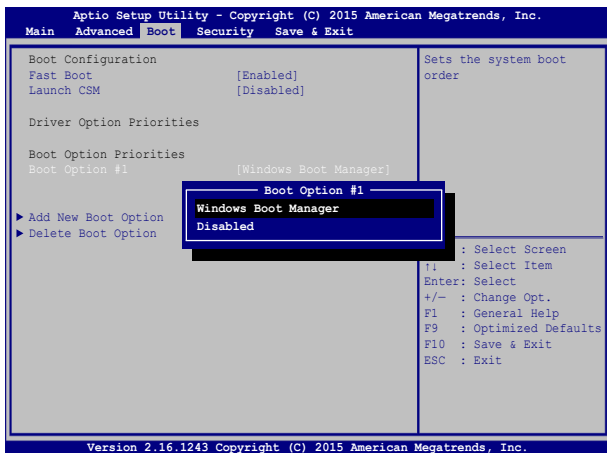 Aptio Setup Utility - Copyright (C) 2015 American Megatrends, Inc.
Main Advanced Boot Security Save & Exit
Boot Configuration
Fast Boot [Enabled]
Launch CSM [Disabled]
Driver Option Priorities
Boot Option Priorities
Boot Option #1 [Windows Boot Manager]
▶ Add New Boot Option
▶ Delete Boot Option
Boot Option #1
Windows Boot Manager
Disabled
Sets the system boot
order
: Select Screen
↑↓ : Select Item
Enter: Select
+/— : Change Opt.
F1 : General Help
F9 : Optimized Defaults
F10 : Save & Exit
ESC : Exit
Version 2.16.1243 Copyright (C) 2015 American Megatrends, Inc.